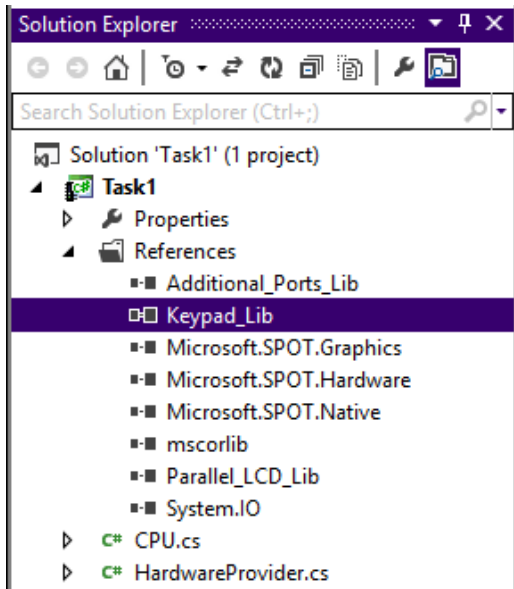 Solution Explorer
Search Solution Explorer (Ctrl+;)
Solution 'Task1' (1 project)
C# Task1
Properties
References
Additional_Ports_Lib
Keypad_Lib
Microsoft.SPOT.Graphics
Microsoft.SPOT.Hardware
Microsoft.SPOT.Native
mscorlib
Parallel_LCD_Lib
System.IO
C# CPU.cs
C# HardwareProvider.cs